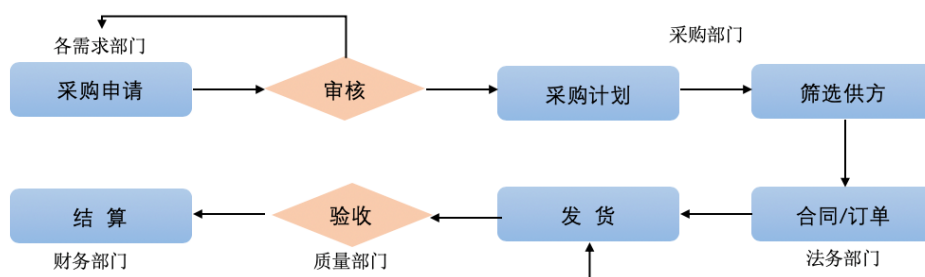 各需求部门
采购部门
采购申请
审核
采购计划
筛选供方
结 算
验收
发 货
合同/订单
财务部门
质量部门
法务部门